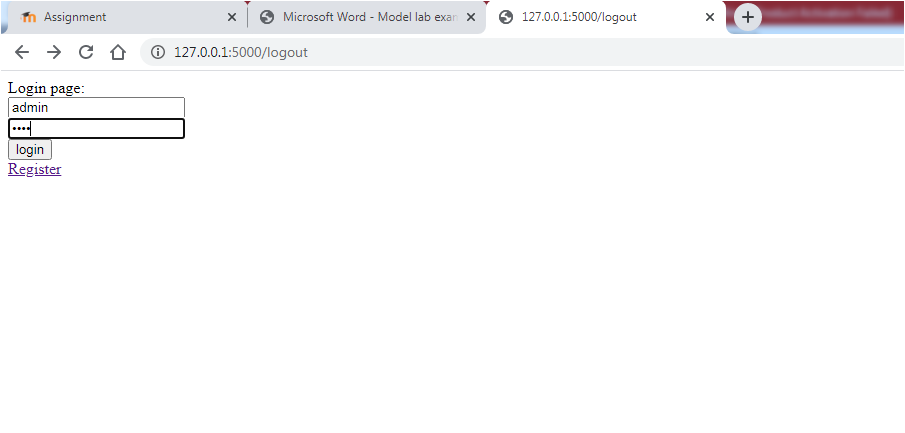 Assignment
Microsoft Word - Model lab exan
127.0.0.1:5000/logout
127.0.0.1:5000/logout
Login page:
admin
••••
login
Register